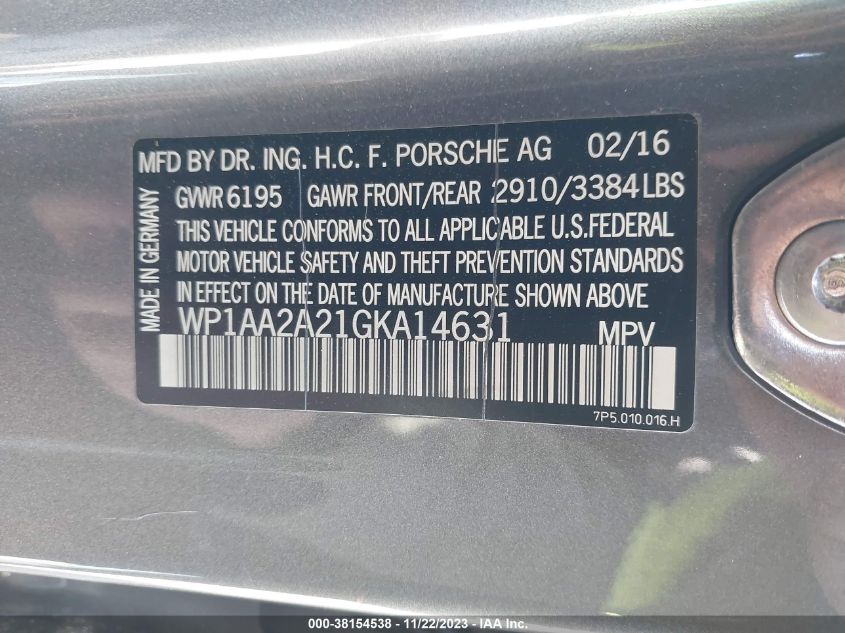 MFD BY DR. ING. H.C. F. PORSCHE AG 02/16
GVWR 6195 GAWR FRONT/REAR 2910/3384LBS
THIS VEHICLE CONFORMS TO ALL APPLICABLE U.S.FEDERAL
MOTOR VEHICLE SAFETY AND THEFT PREVENTION STANDARDS
IN EFFECT ON THE DATE OF MANUFACTURE SHOWN ABOVE
WP1AA2A21GKA14631 MPV
MADE IN GERMANY
7P5.010.016.H
000-38154538 - 11/22/2023 - IAA Inc.